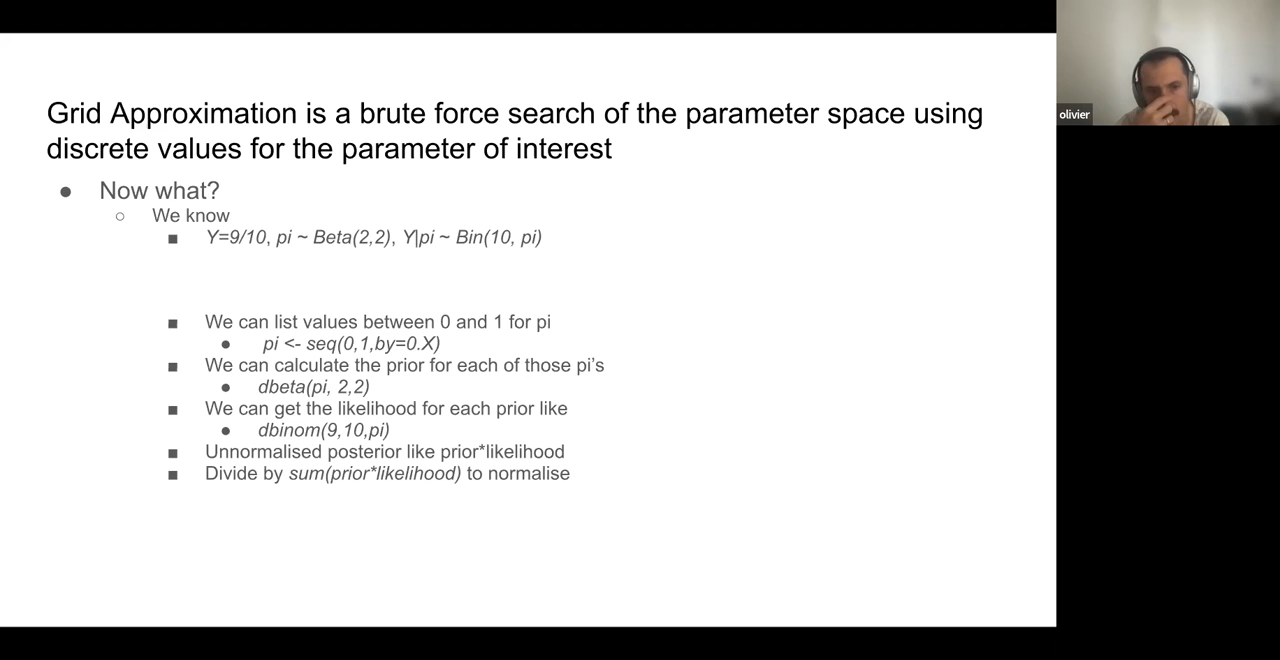 Grid Approximation is a brute force search of the parameter space using
discrete values for the parameter of interest
● Now what?
○ We know
■ Y=9/10, pi ~ Beta(2,2), Y|pi ~ Bin(10, pi)
■ We can list values between 0 and 1 for pi
● pi <- seq(0,1,by=0.X)
■ We can calculate the prior for each of those pi’s
● dbeta(pi, 2,2)
■ We can get the likelihood for each prior like
● dbinom(9,10,pi)
■ Unnormalised posterior like prior*likelihood
■ Divide by sum(prior*likelihood) to normalise
olivier